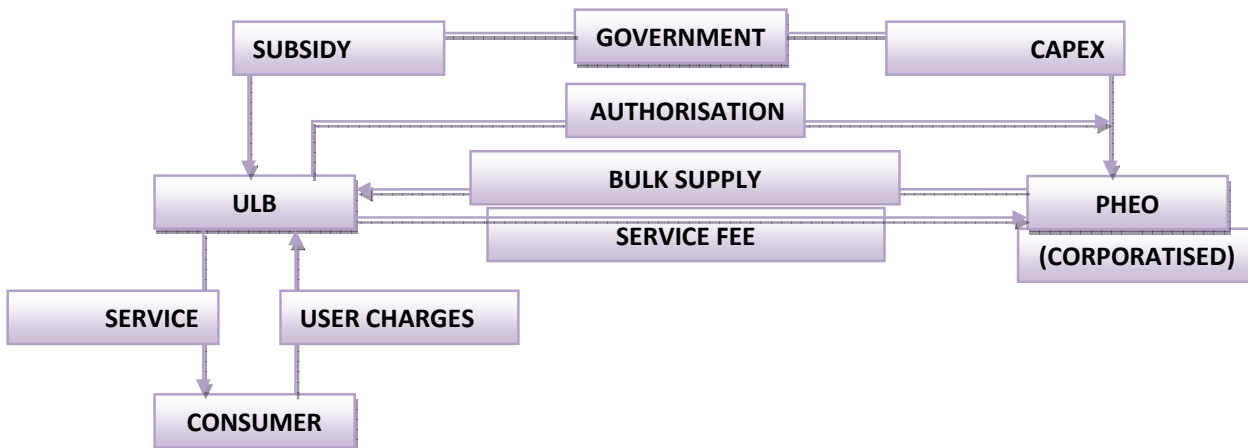 SUBSIDY
GOVERNMENT
CAPEX
AUTHORISATION
BULK SUPPLY
ULB
PHEO
SERVICE FEE
(CORPORATISED)
SERVICE
USER CHARGES
CONSUMER